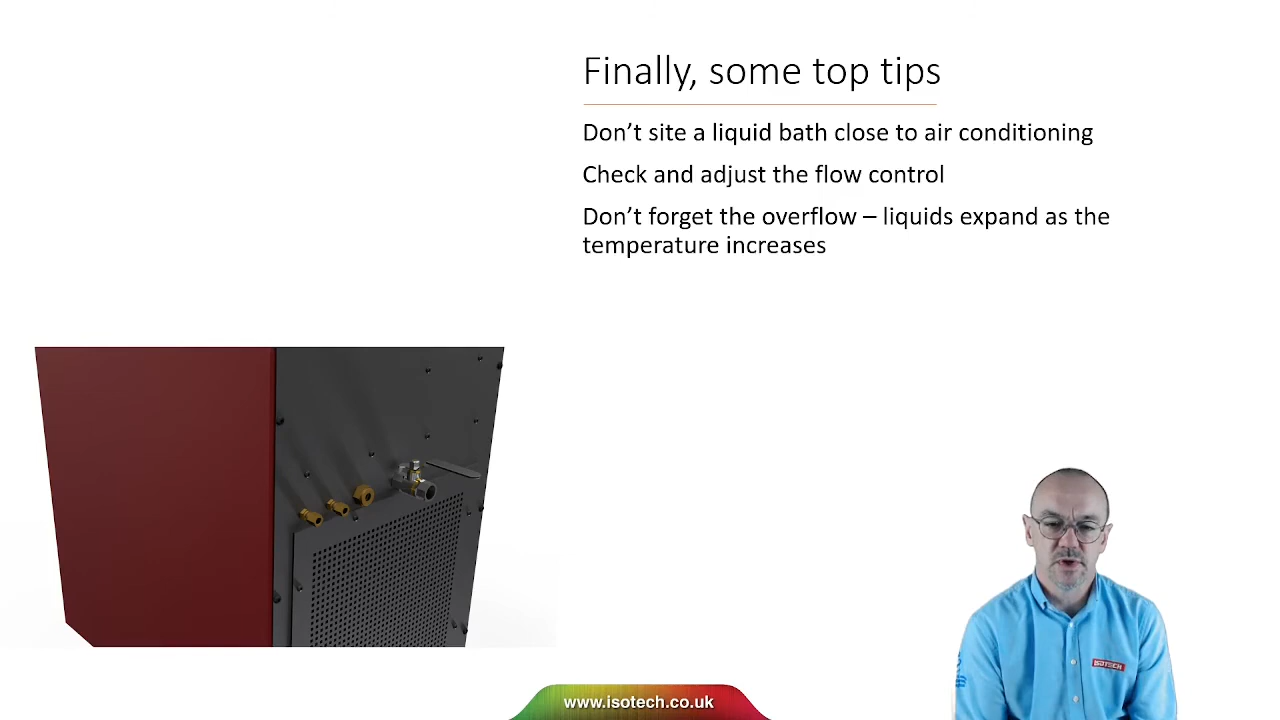 Finally, some top tips
Don’t site a liquid bath close to air conditioning
Check and adjust the flow control
Don’t forget the overflow – liquids expand as the
temperature increases
ISOTECH
www.isotech.co.uk